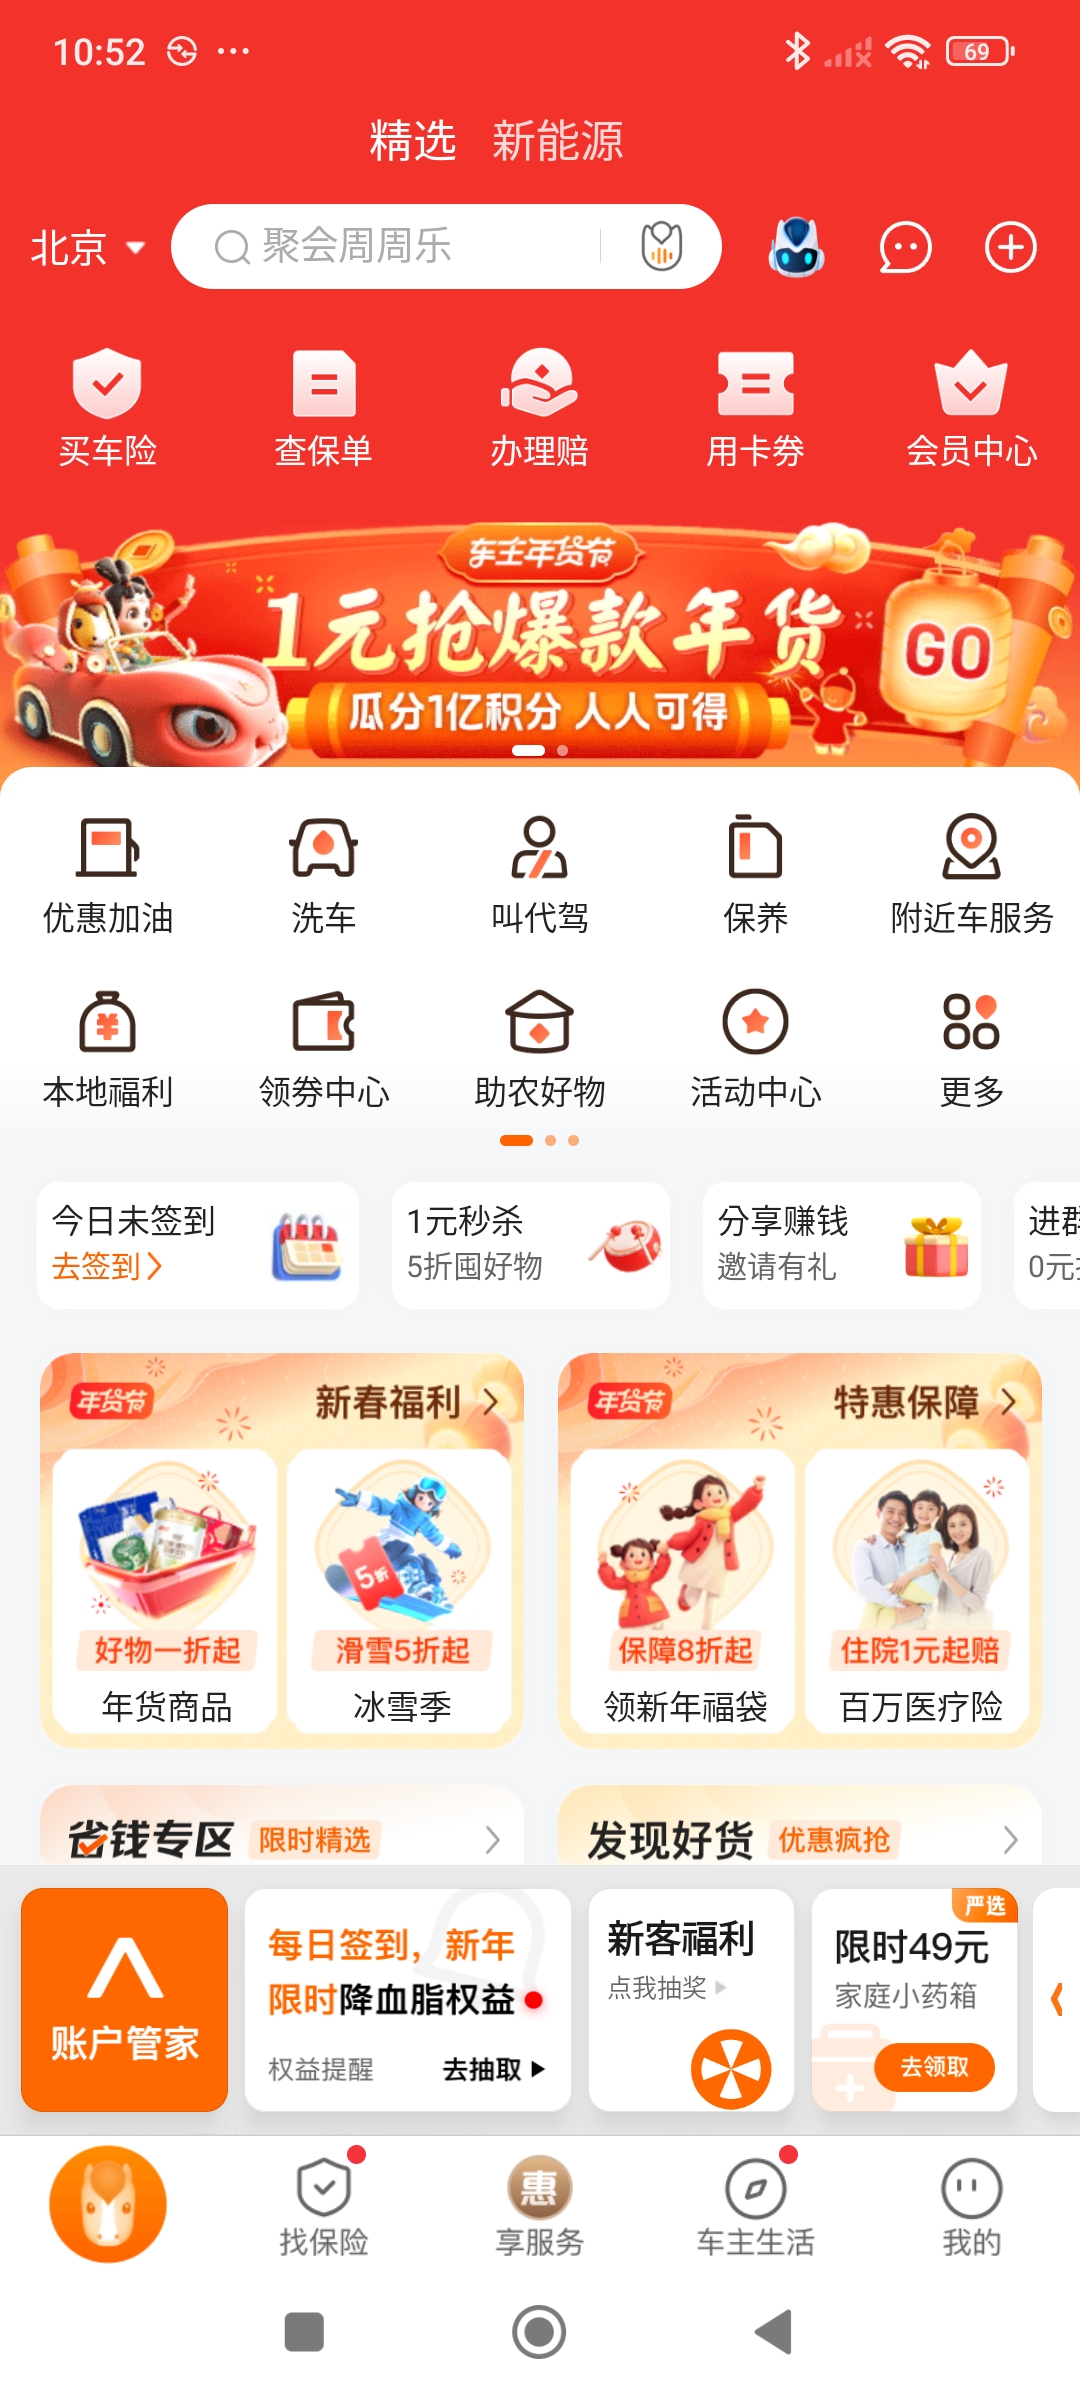 10:52
69
精选 新能源
北京
聚会周周乐
买车险 查保单 办理赔 用卡券 会员中心
车主年货节
1元抢爆款年货
GO
瓜分1亿积分 人人可得
优惠加油 洗车 叫代驾 保养 附近车服务
¥
本地福利 领券中心 助农好物 活动中心 更多
今日未签到
去签到
1元秒杀
5折囤好物
分享赚钱
邀请有礼
进群
0元
年货节 新春福利
好物一折起
年货商品
5折
滑雪5折起
冰雪季
年货节 特惠保障
保障8折起
领新年福袋
住院1元起赔
百万医疗险
省钱专区 限时精选
发现好货 优惠疯抢
账户管家
每日签到，新年
限时降血脂权益
权益提醒 去抽取
新客福利
点我抽奖
严选
限时49元
家庭小药箱
去领取
找保险
惠
享服务
车主生活
我的